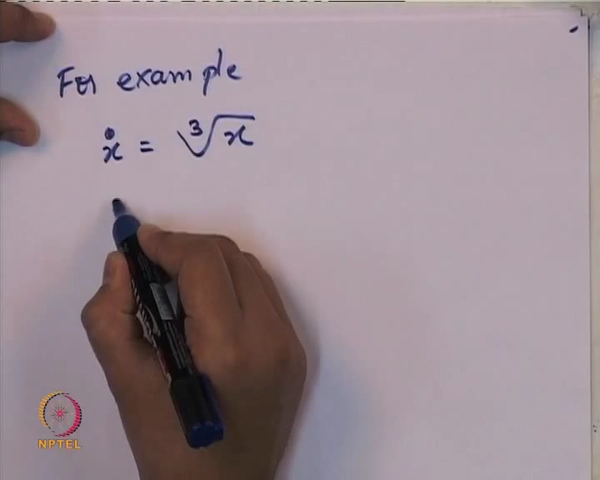 For example
ẋ = ∛x
NPTEL